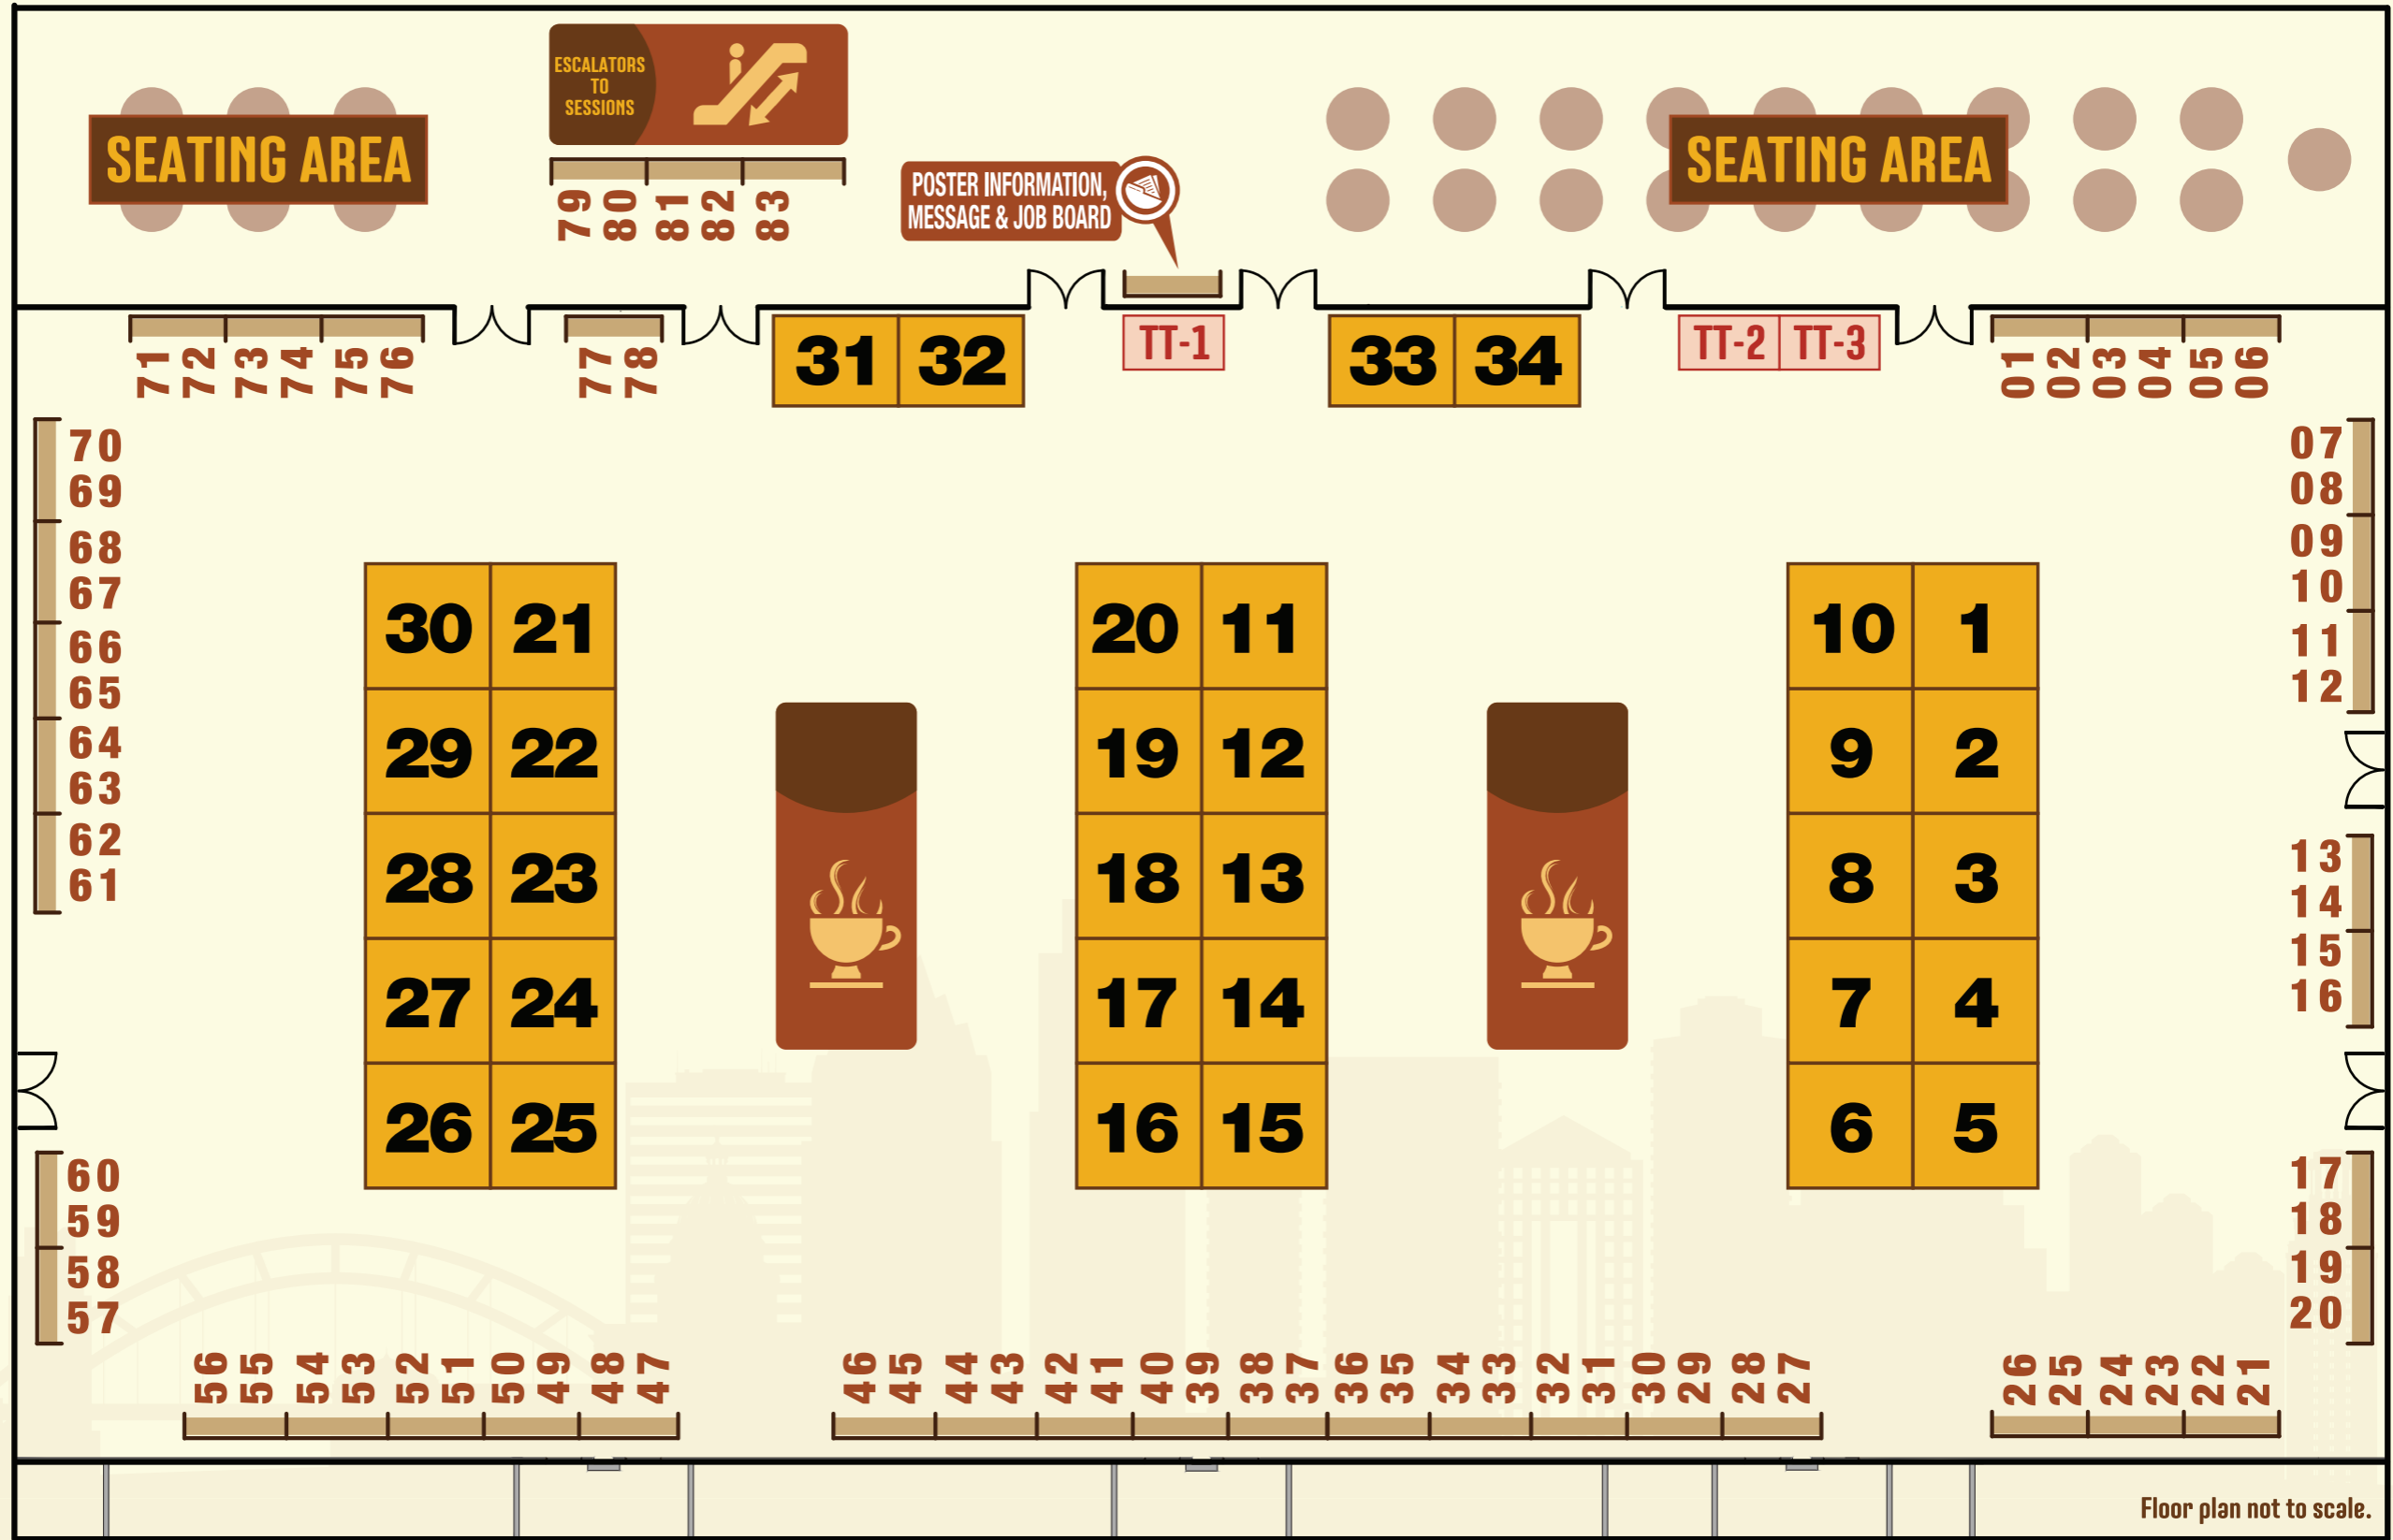 ESCALATORS
TO
SESSIONS
SEATING AREA
SEATING AREA
POSTER INFORMATION,
MESSAGE & JOB BOARD
79 80 81 82 83
31 32
TT-1
33 34
TT-2 TT-3
71 72 73 74 75 76
77 78
01 02 03 04 05 06
70
69
68
67
66
65
64
63
62
61
30 21
29 22
28 23
27 24
26 25
20 11
19 12
18 13
17 14
16 15
10 1
9 2
8 3
7 4
6 5
07
08
09
10
11
12
13
14
15
16
60
59
58
57
17
18
19
20
56 55 54 53 52 51 50 49 48 47
46 45 44 43 42 41 40 39 38 37 36 35 34 33 32 31 30 29 28 27
26 25 24 23 22 21
Floor plan not to scale.